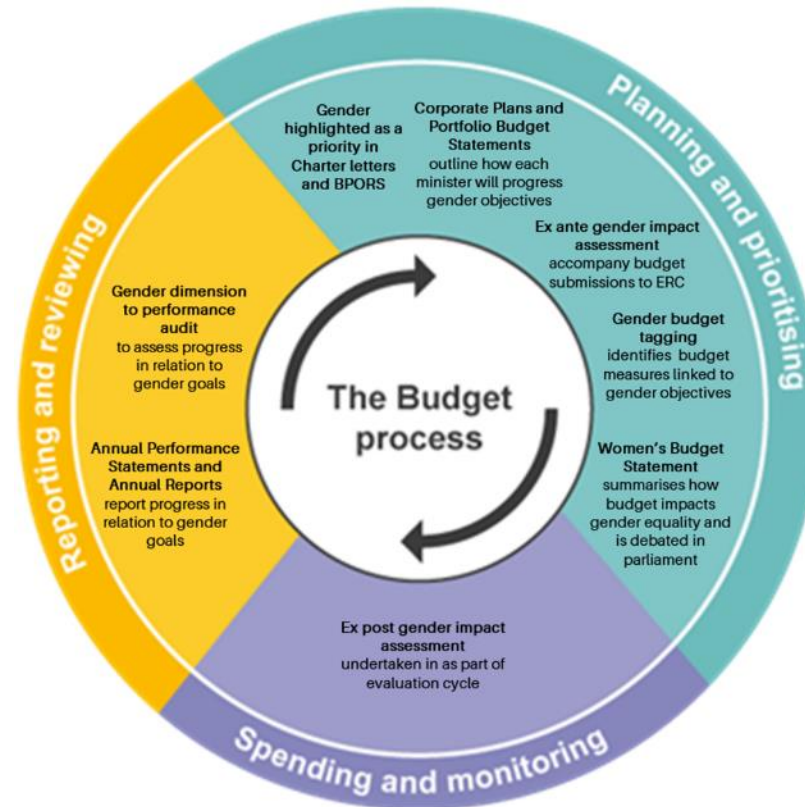 Planning and prioritising
Gender
highlighted as a
priority in
Charter letters
and BPORS
Corporate Plans and
Portfolio Budget
Statements
outline how each
minister will progress
gender objectives
Ex ante gender impact
assessment
accompany budget
submissions to ERC
Gender budget
tagging
identifies budget
measures linked to
gender objectives
Women's Budget
Statement
summarises how
budget impacts
gender equality and
is debated in
parliament
Spending and monitoring
Ex post gender impact
assessment
undertaken in as part of
evaluation cycle
Reporting and reviewing
Gender dimension
to performance
audit
to assess progress
in relation to
gender goals
Annual Performance
Statements and
Annual Reports
report progress in
relation to gender
goals
The Budget
process